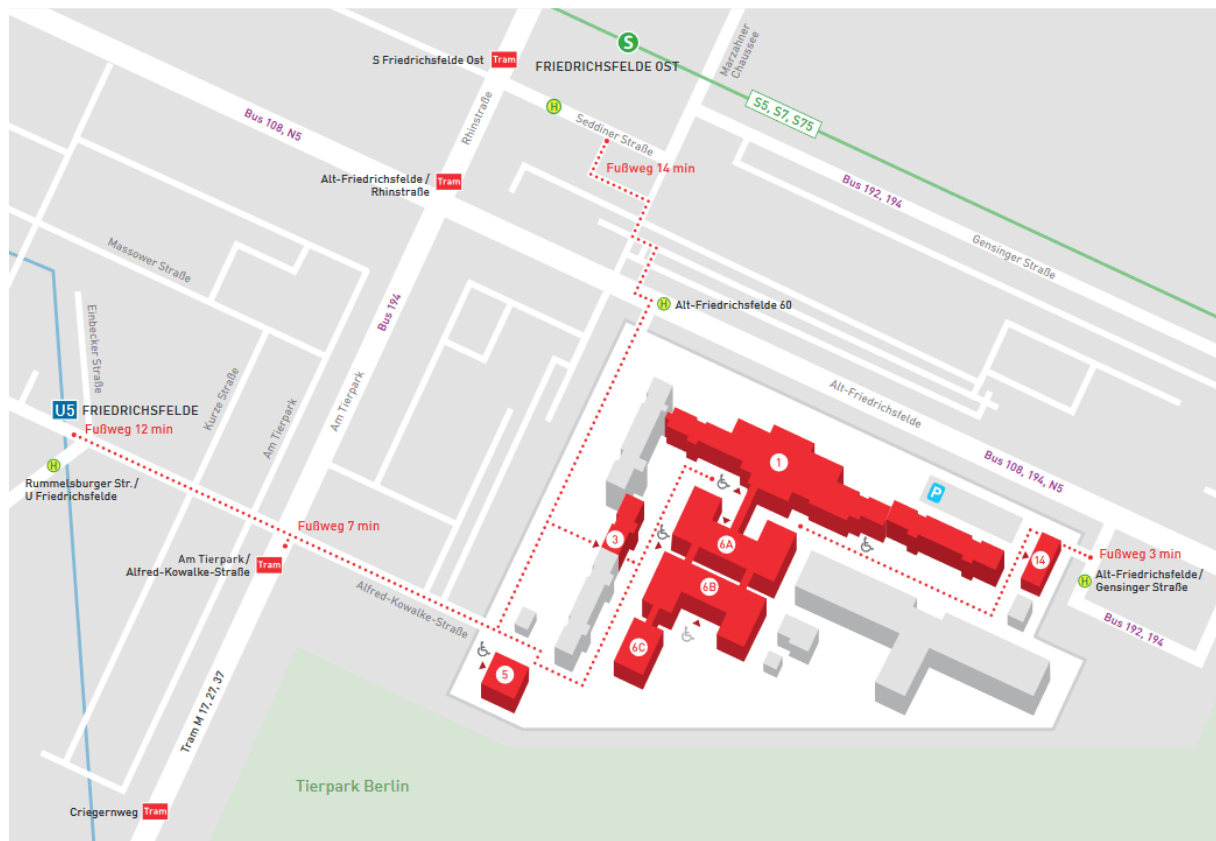 S
S Friedrichsfelde Ost
Tram
FRIEDRICHSFELDE OST
Marzahner
Chaussee
S5, S7, S75
H
Seddiner Straße
Rhinstraße
Bus 108, N5
Fußweg 14 min
Alt-Friedrichsfelde /
Rhinstraße
Tram
Bus 192, 194
Gensinger Straße
Massower Straße
Bus 194
H
Alt-Friedrichsfelde 60
Einbecker Straße
Kurze Straße
Am Tierpark
Am Tierpark
Alt-Friedrichsfelde
U5 FRIEDRICHSFELDE
Fußweg 12 min
H
Rummelsburger Str./
U Friedrichsfelde
Bus 108, 194, N5
1
P
Fußweg 7 min
3
6A
14
Fußweg 3 min
Am Tierpark/
Alfred-Kowalke-Straße
Tram
H
Alt-Friedrichsfelde/
Gensinger Straße
6B
Alfred-Kowalke-Straße
Bus 192, 194
6C
5
Tram M 17, 27, 37
Tierpark Berlin
Criegernweg
Tram